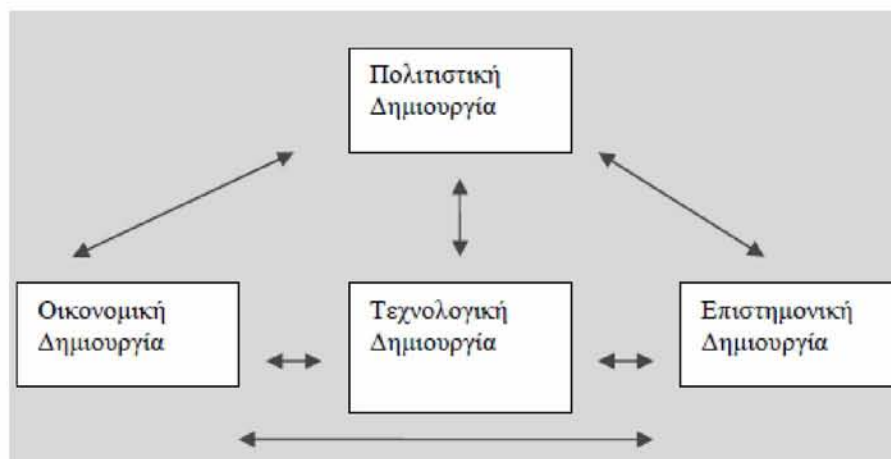 Πολιτιστική
Δημιουργία
Οικονομική
Δημιουργία
Τεχνολογική
Δημιουργία
Επιστημονική
Δημιουργία